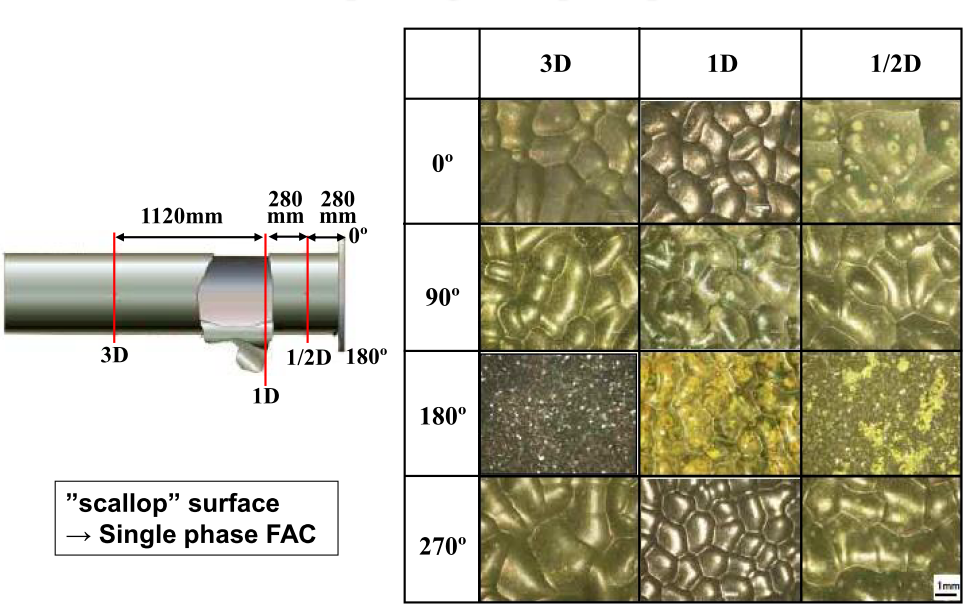 3D 1D 1/2D
0º
90º
180º
270º
1mm
1120mm
280
mm
280
mm
0º
3D
1/2D
180º
1D
”scallop” surface
→ Single phase FAC